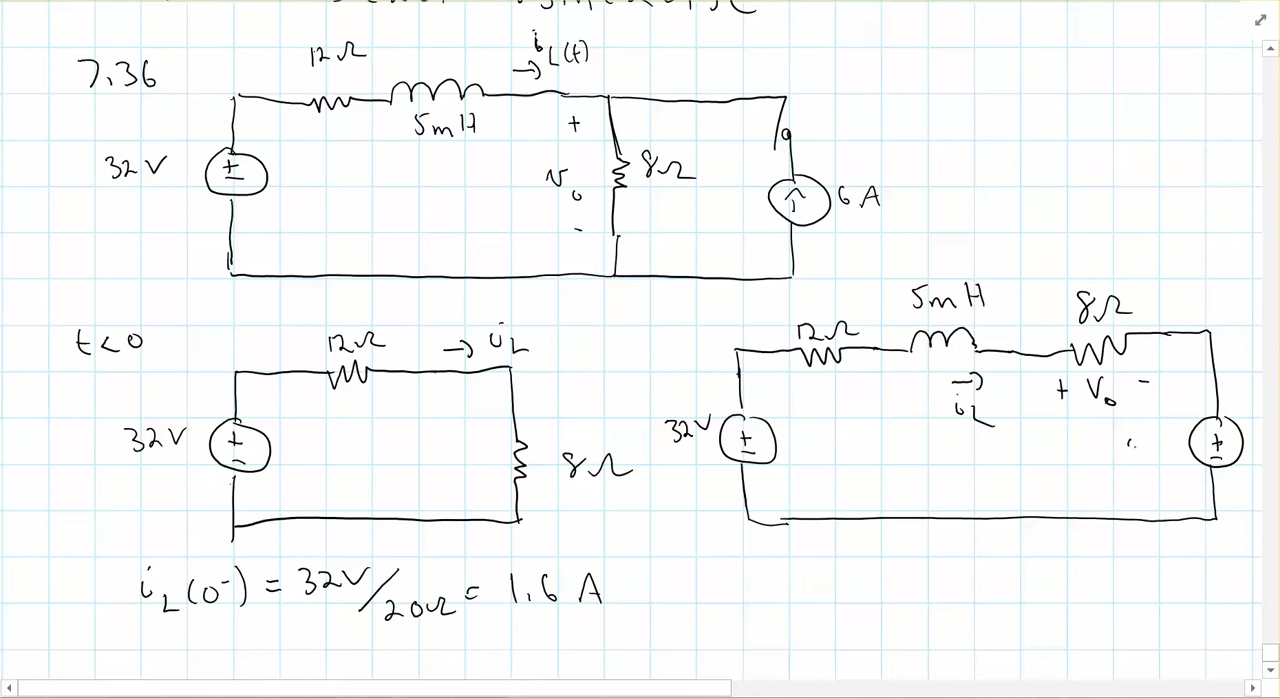 7.36
12Ω
i_L(t)
5mH
32V
+
v_o
-
8Ω
6 A
t<0
12Ω
i_L
32V
8Ω
i_L(0⁻) = 32V/20Ω = 1.6 A
5mH
12Ω
8Ω
i_L
+ V_o -
32V